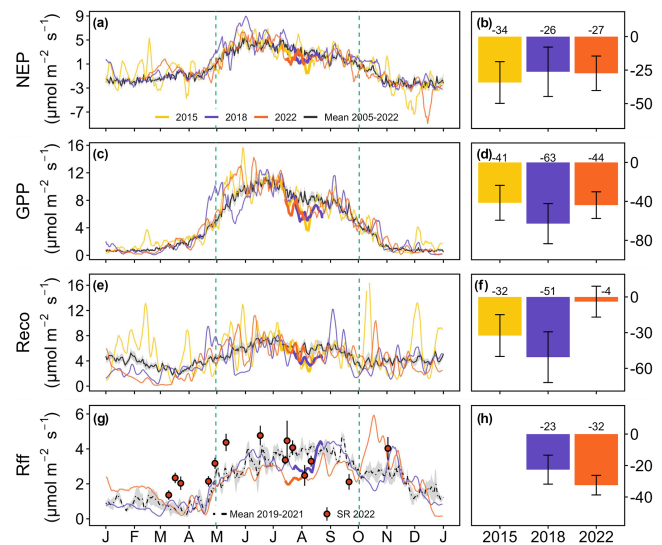 (a)
9
6
3
0
-3
-7
NEP
(μmol m⁻² s⁻¹)
2015 2018 2022 Mean 2005-2022
(b)
-34 -26 -27
0
-25
-50
(c)
16
12
8
4
0
GPP
(μmol m⁻² s⁻¹)
(d)
-41 -63 -44
0
-40
-80
(e)
16
12
8
4
0
Reco
(μmol m⁻² s⁻¹)
(f)
-32 -51 -4
0
-30
-60
(g)
6
4
2
0
Rff
(μmol m⁻² s⁻¹)
Mean 2019-2021 SR 2022
J F M A M J J A S O N D J
(h)
-23 -32
0
-20
-40
2015 2018 2022